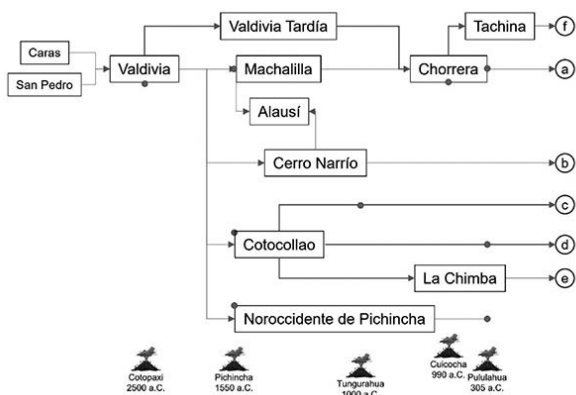 Valdivia Tardía
Tachina
f
Caras
San Pedro
Valdivia
Machalilla
Chorrera
a
Alausí
Cerro Narrío
b
c
Cotocollao
d
La Chimba
e
Noroccidente de Pichincha
Cotopaxi
2500 a.C.
Pichincha
1550 a.C.
Tungurahua
1000 a.C.
Cuicocha
990 a.C.
Pululahua
305 a.C.